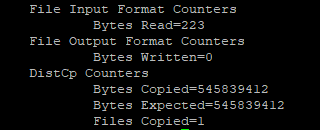 File Input Format Counters
Bytes Read=223
File Output Format Counters
Bytes Written=0
DistCp Counters
Bytes Copied=545839412
Bytes Expected=545839412
Files Copied=1